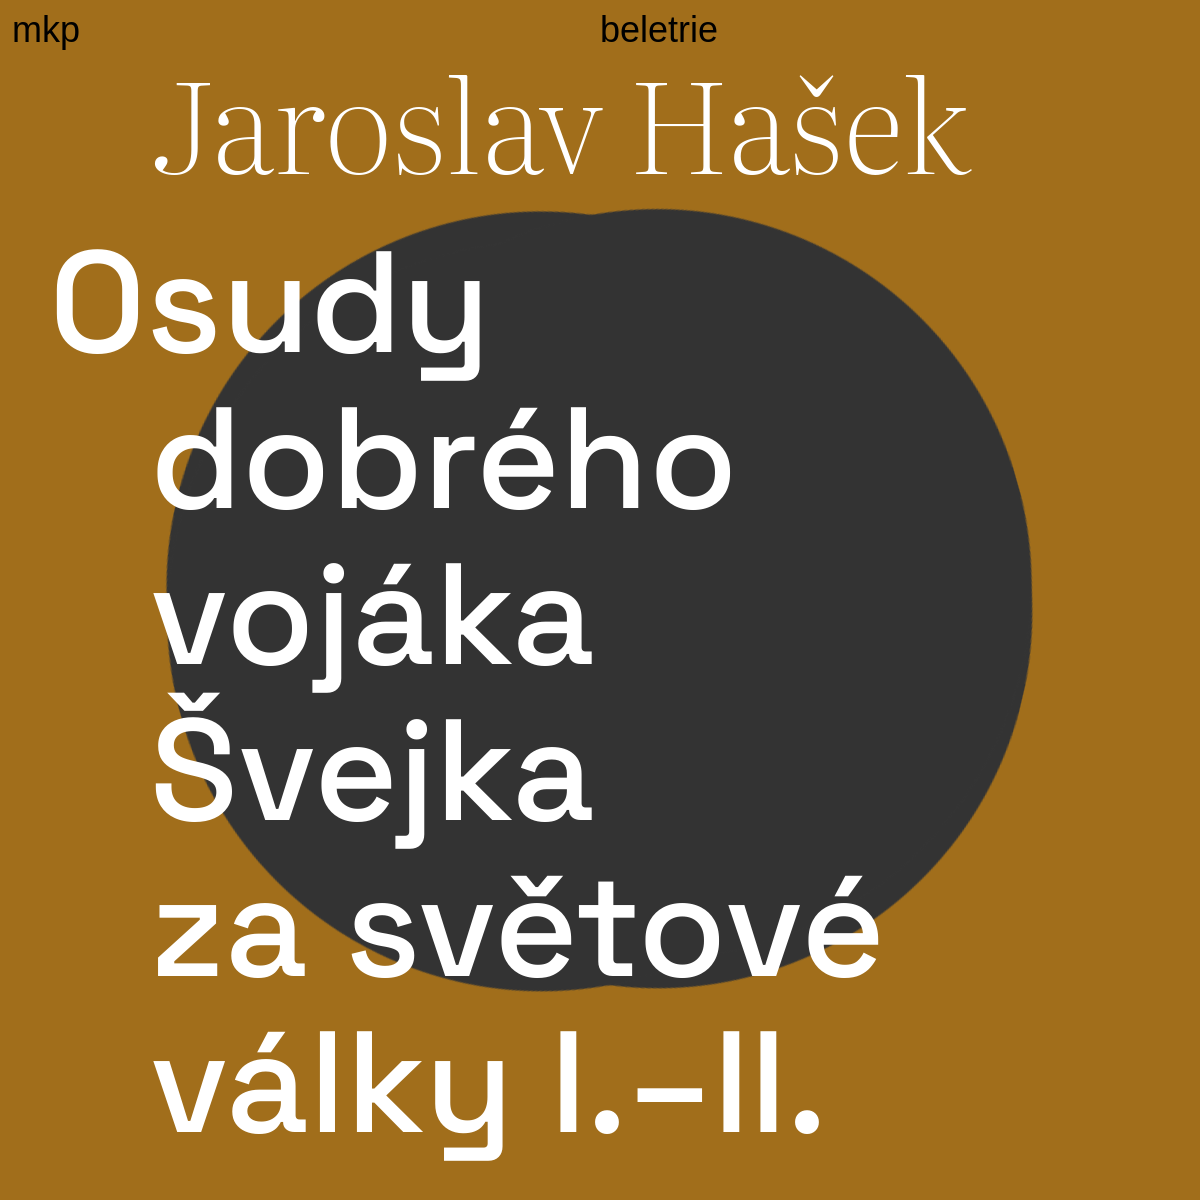 mkp beletrie
Jaroslav Hašek
Osudy
dobrého
vojáka
Švejka
za světové
války I.–II.